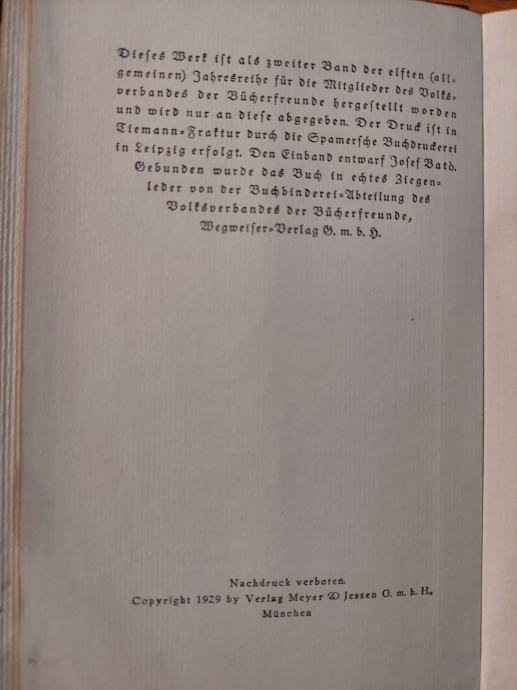 Dieses Werk ist als zweiter Band der elften (all-
gemeinen) Jahresreihe für die Mitglieder des Volks-
verbandes der Bücherfreunde hergestellt worden
und wird nur an diese abgegeben. Der Druck ist in
Tiemann-Fraktur durch die Spamersche Buchdruckerei
in Leipzig erfolgt. Den Einband entwarf Josef Batò.
Gebunden wurde das Buch in echtes Ziegen-
leder von der Buchbinderei-Abteilung des
Volksverbandes der Bücherfreunde,
Wegweiser-Verlag G. m. b. H.
Nachdruck verboten.
Copyright 1929 by Verlag Meyer & Jessen G. m. b. H.,
München